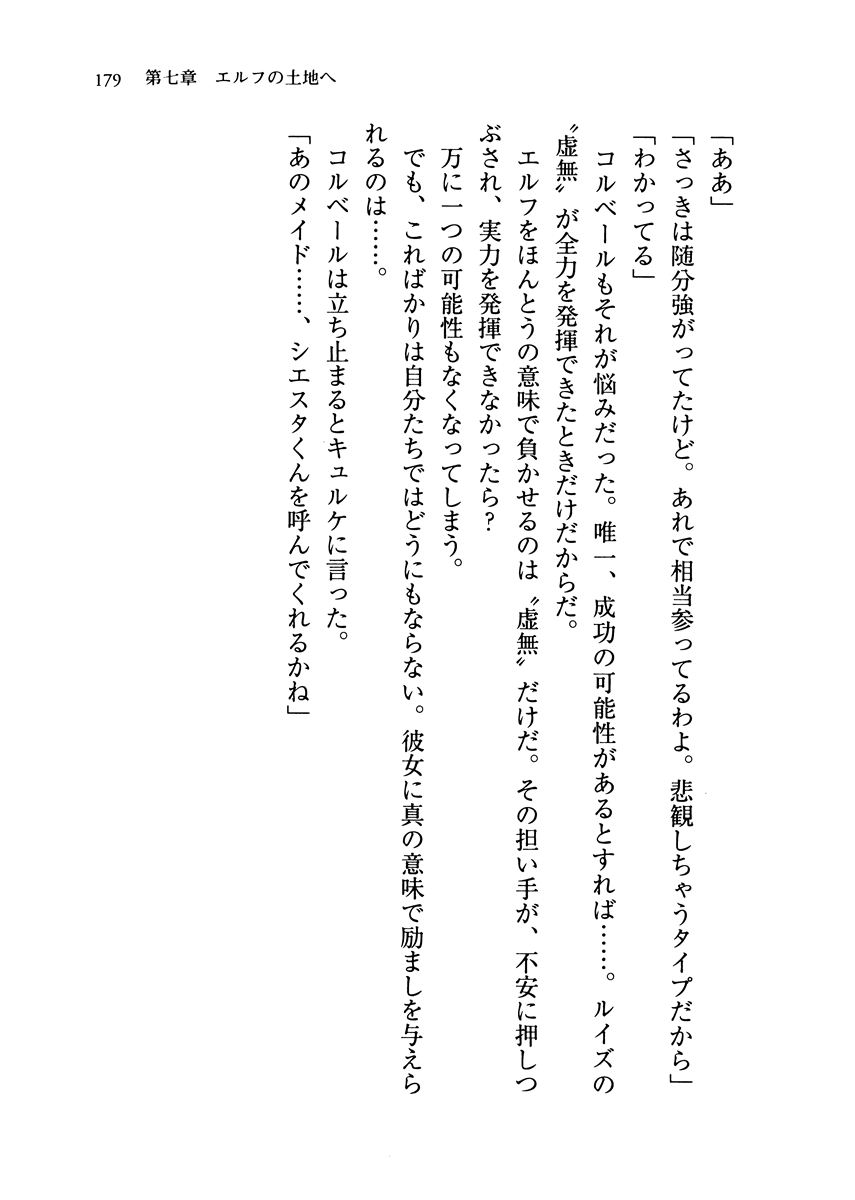 179　第七章　エルフの土地へ
「ああ」
「さっきは随分強がってたけど。あれで相当参ってるわよ。悲観しちゃうタイプだから」
「わかってる」
　コルベールもそれが悩みだった。唯一、成功の可能性があるとすれば……。ルイズの
〝虚無〟が全力を発揮できたときだけだからだ。
　エルフをほんとうの意味で負かせるのは〝虚無〟だけだ。その担い手が、不安に押しつ
ぶされ、実力を発揮できなかったら？
　万に一つの可能性もなくなってしまう。
　でも、こればかりは自分たちではどうにもならない。彼女に真の意味で励ましを与えら
れるのは……。
　コルベールは立ち止まるとキュルケに言った。
「あのメイド……、シエスタくんを呼んでくれるかね」